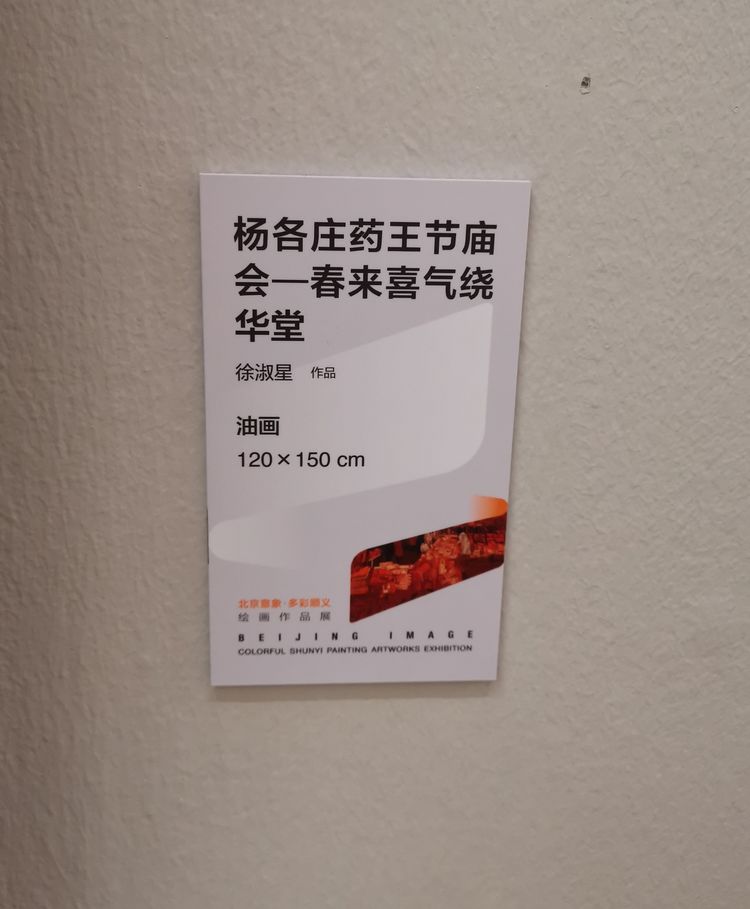 杨各庄药王节庙
会—春来喜气绕
华堂
徐淑星 作品
油画
120×150 cm
北京意象·多彩顺义
绘画作品展
BEIJING IMAGE
COLORFUL SHUNYI PAINTING ARTWORKS EXHIBITION